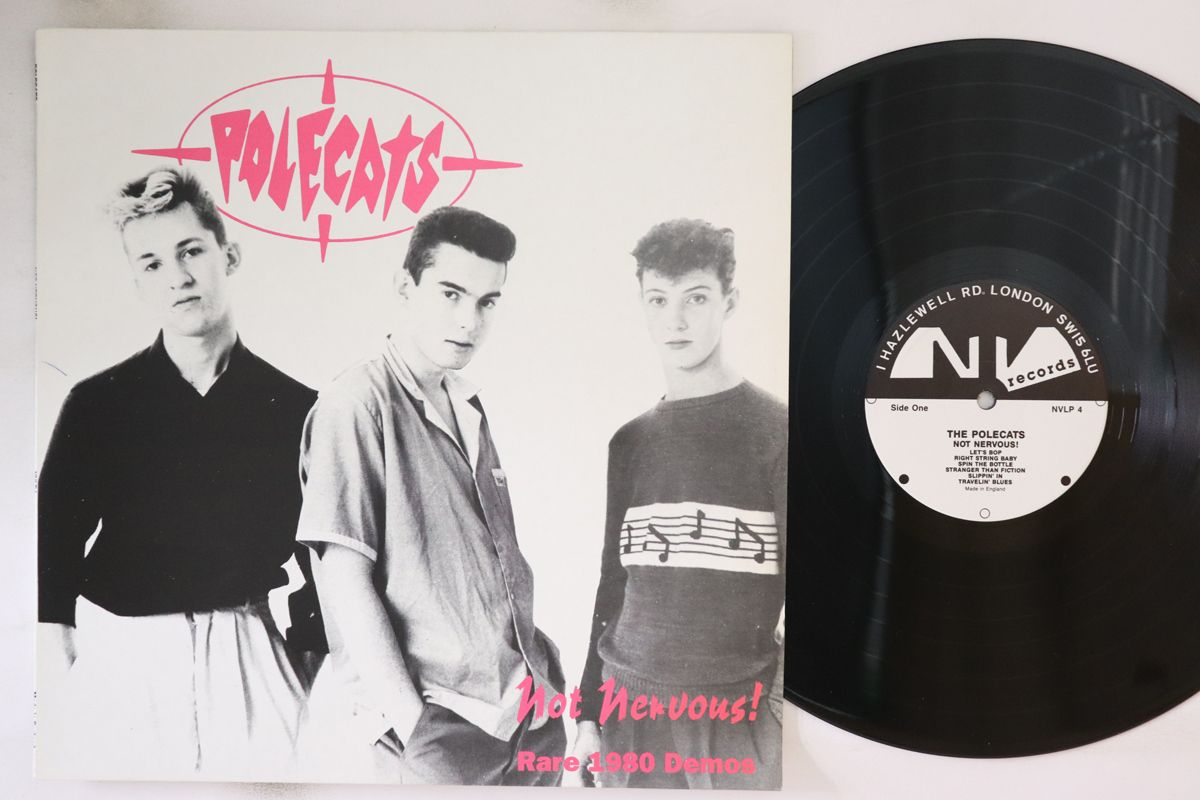 POLECATS
Not Nervous!
Rare 1980 Demos
1 HAZLEWELL RD. LONDON SW15 6LU
NV records
Side One
NVLP 4
THE POLECATS
NOT NERVOUS!
LET'S BOP
RIGHT STRING BABY
SPIN THE BOTTLE
STRANGER THAN FICTION
SLIPPIN' IN
TRAVELIN' BLUES
Made in England